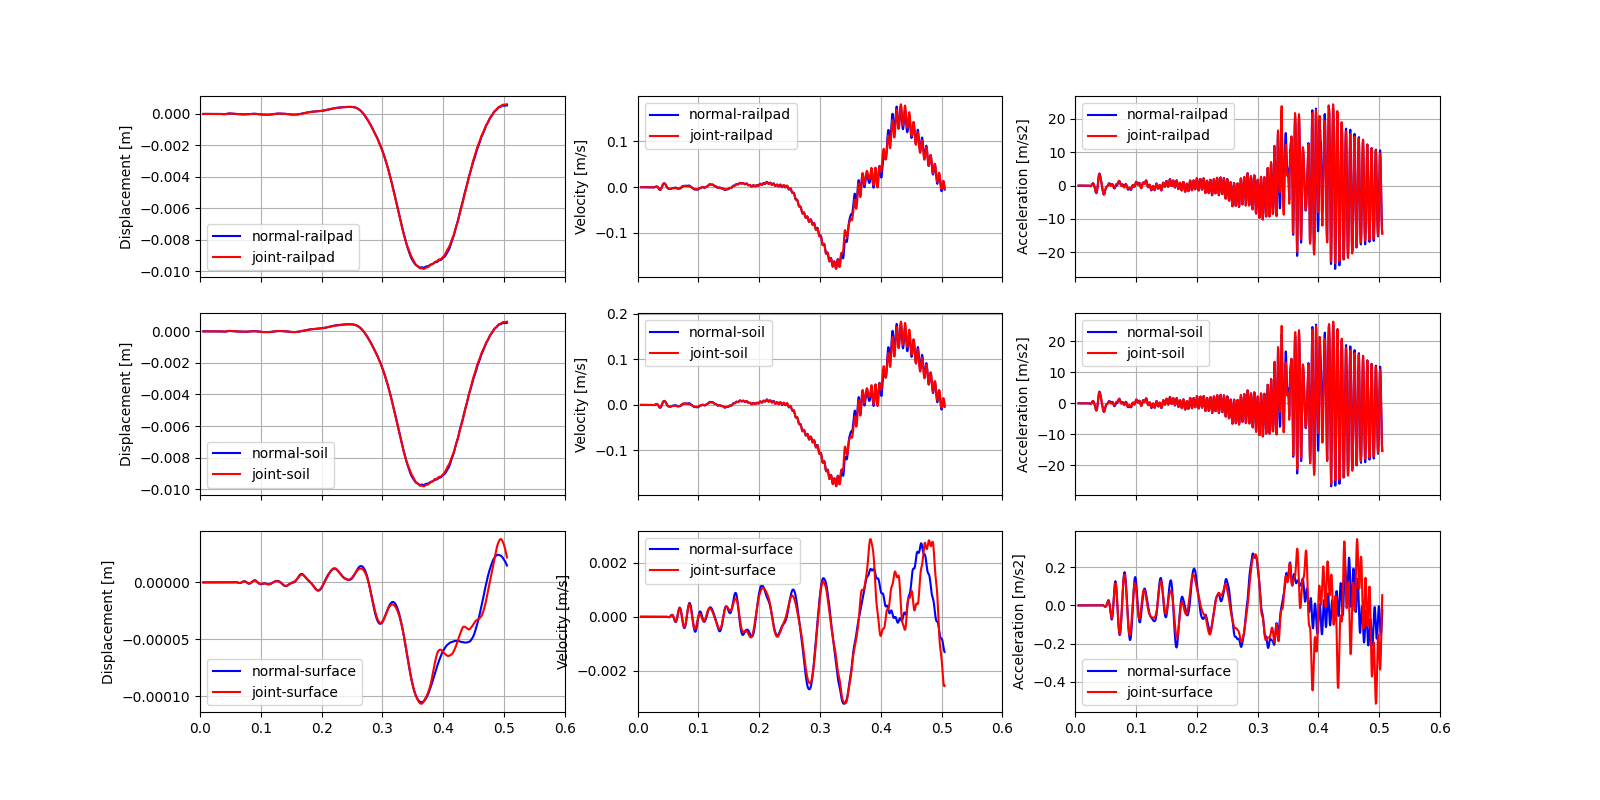 Displacement [m]
0.000
−0.002
−0.004
−0.006
−0.008
−0.010
normal-railpad
joint-railpad
Velocity [m/s]
0.1
0.0
−0.1
normal-railpad
joint-railpad
Acceleration [m/s2]
20
10
0
−10
−20
normal-railpad
joint-railpad
Displacement [m]
0.000
−0.002
−0.004
−0.006
−0.008
−0.010
normal-soil
joint-soil
Velocity [m/s]
0.2
0.1
0.0
−0.1
normal-soil
joint-soil
Acceleration [m/s2]
20
10
0
−10
−20
normal-soil
joint-soil
Displacement [m]
0.00000
−0.00005
−0.00010
normal-surface
joint-surface
0.0 0.1 0.2 0.3 0.4 0.5 0.6
Velocity [m/s]
0.002
0.000
−0.002
normal-surface
joint-surface
0.0 0.1 0.2 0.3 0.4 0.5 0.6
Acceleration [m/s2]
0.2
0.0
−0.2
−0.4
normal-surface
joint-surface
0.0 0.1 0.2 0.3 0.4 0.5 0.6